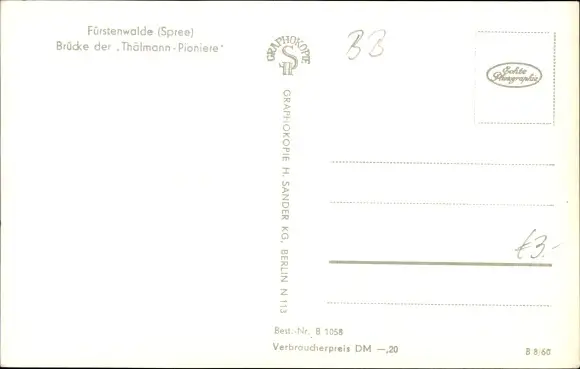 Fürstenwalde (Spree)
Brücke der „Thälmann-Pioniere"
GRAPHOKOPIE
GRAPHOKOPIE H. SANDER KG, BERLIN N 113
BB
Echte
Photographie
€3.-
Best.-Nr. B 1058
Verbraucherpreis DM —,20
B 8/60